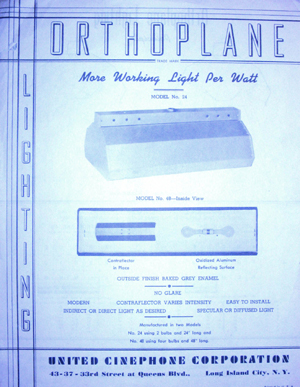 ORTHOPLANE
TRADE MARK
LIGHTING
More Working Light Per Watt
MODEL No. 24
MODEL No. 48—Inside View
Contraflector
in Place
Oxidized Aluminum
Reflecting Surface
OUTSIDE FINISH BAKED GREY ENAMEL
NO GLARE
MODERN CONTRAFLECTOR VARIES INTENSITY EASY TO INSTALL
INDIRECT OR DIRECT LIGHT AS DESIRED SPECULAR OR DIFFUSED LIGHT
Manufactured in two Models
No. 24 using 2 bulbs and 24" long and
No. 48 using four bulbs and 48" long
UNITED CINEPHONE CORPORATION
43-37-33rd Street at Queens Blvd., Long Island City, N. Y.